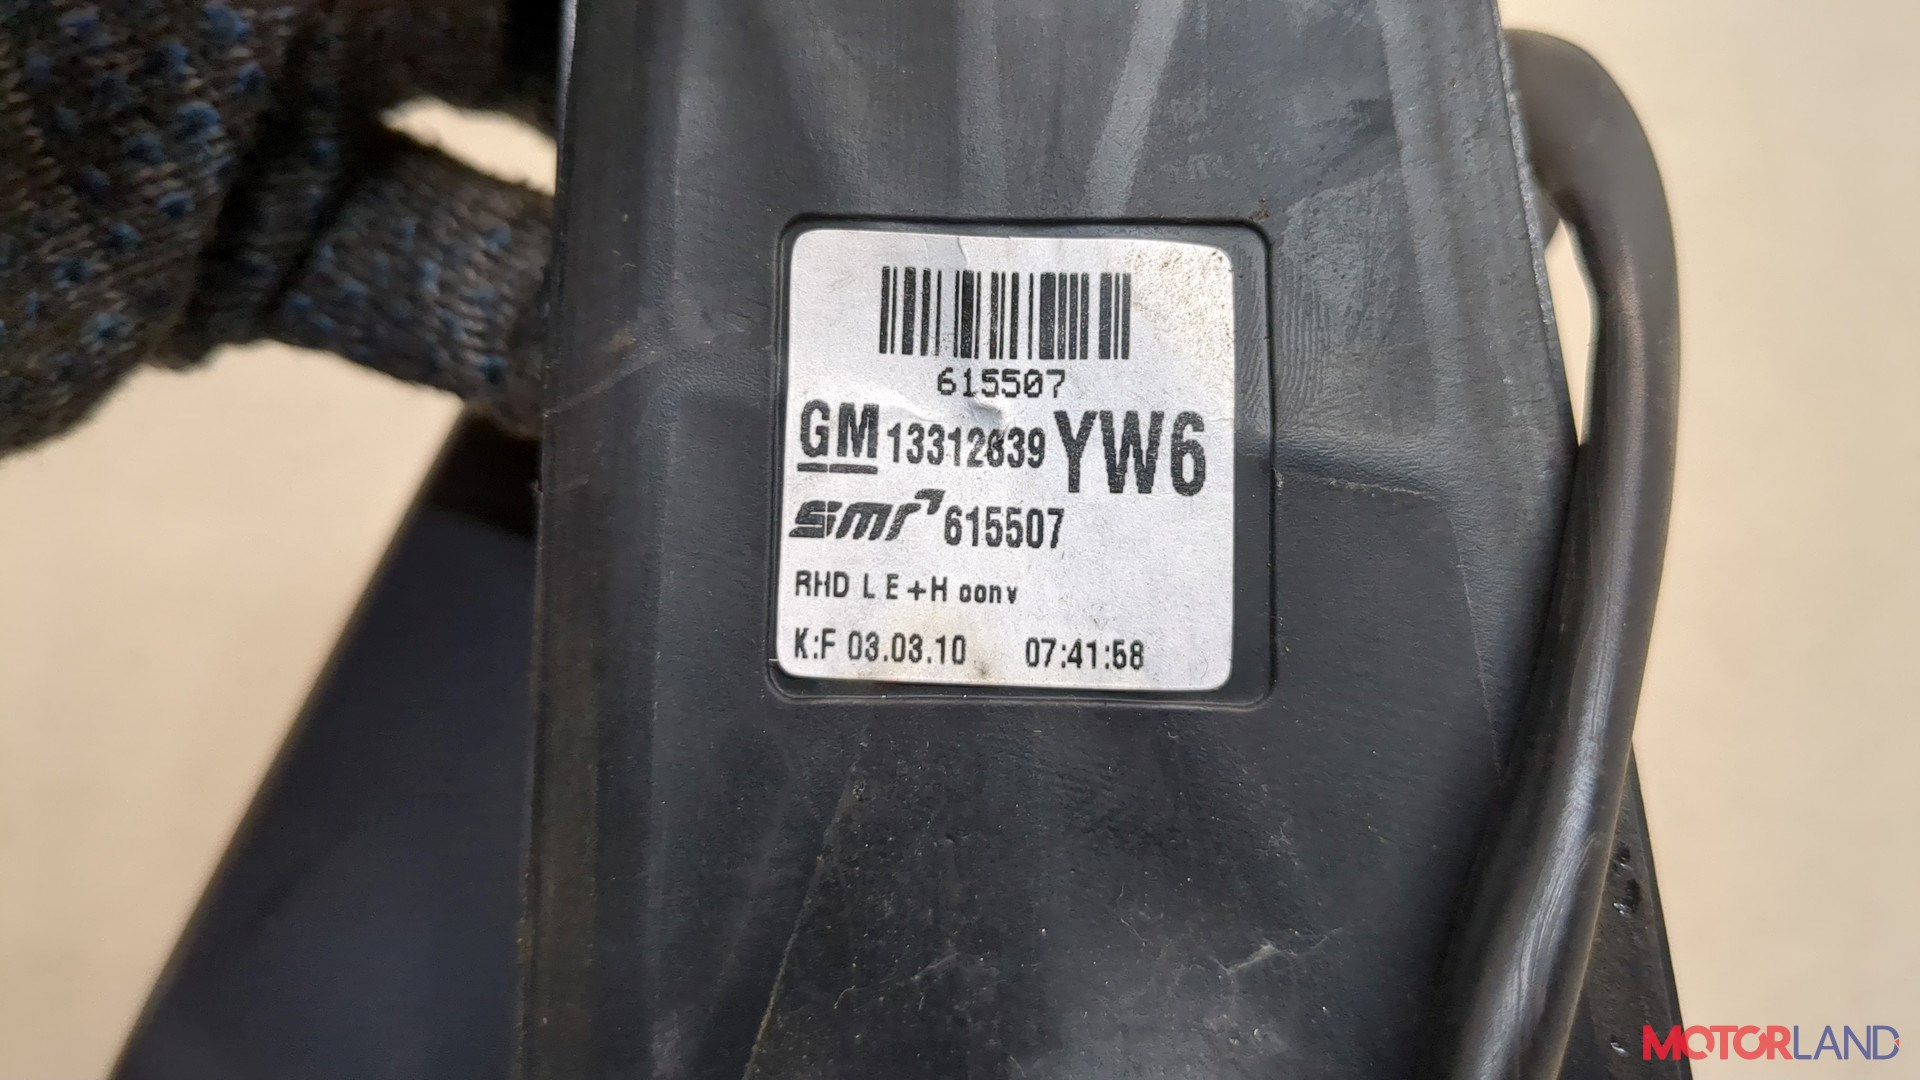 615507
GM 13312839 YW6
smr 615507
RHD L E+H conv
K:F 03.03.10 07:41:58
MOTORLAND